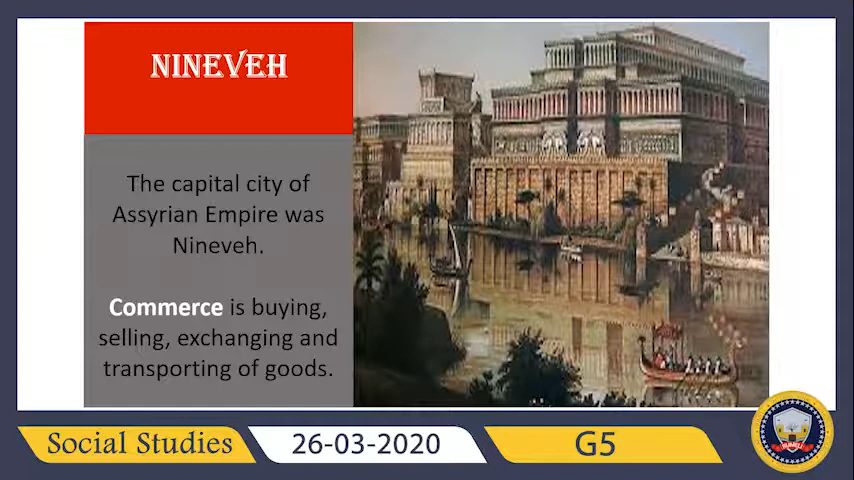 NINEVEH
The capital city of
Assyrian Empire was
Nineveh.
Commerce is buying,
selling, exchanging and
transporting of goods.
Social Studies
26-03-2020
G5